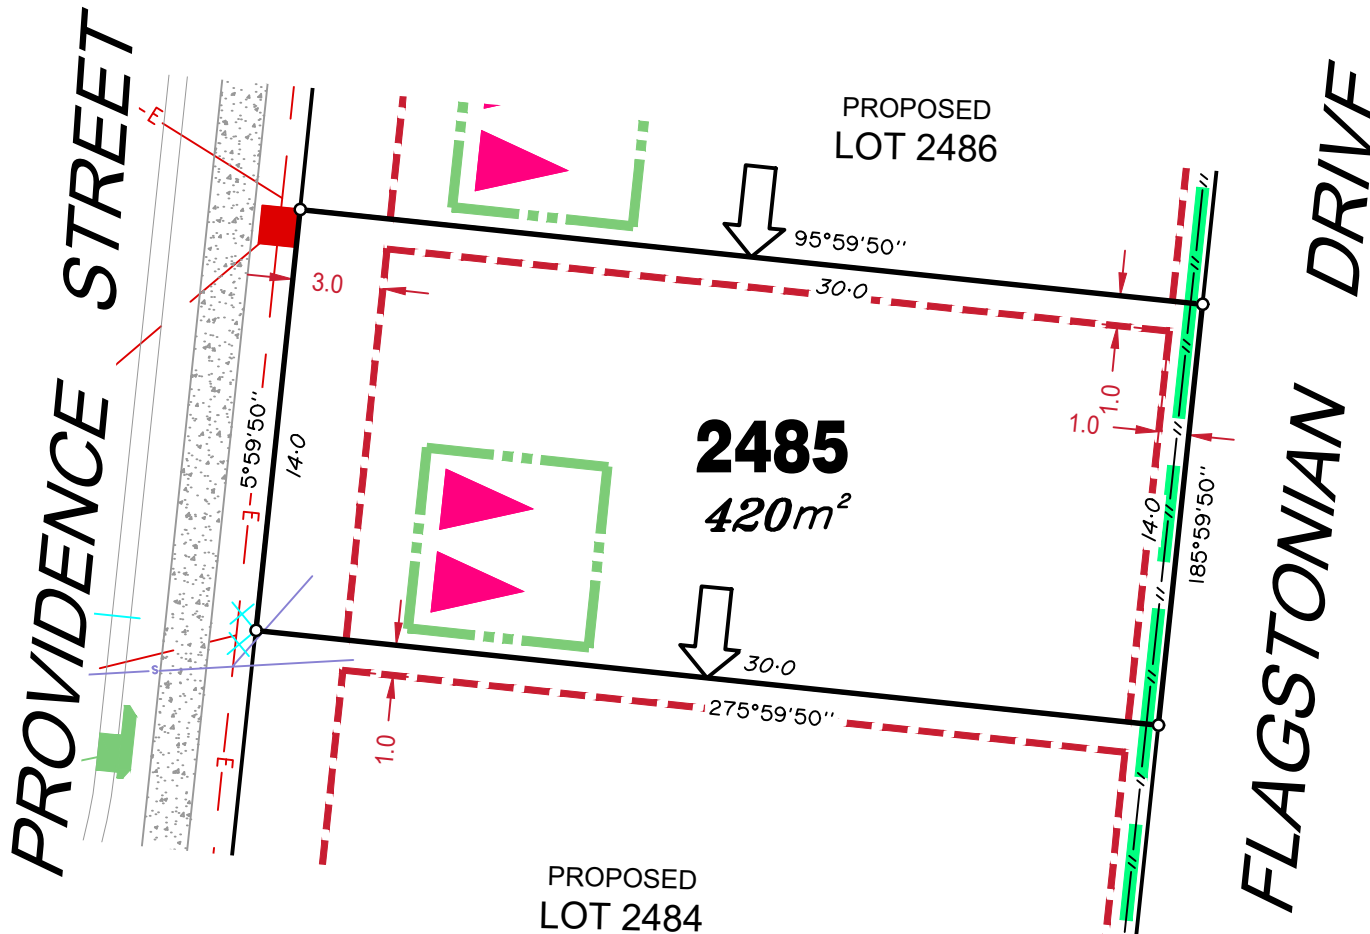 PROVIDENCE STREET
FLAGSTONIAN DRIVE
PROPOSED
LOT 2486
E
95°59'50''
30·0
3.0
1.0
1.0
5°59'50''
14·0
2485
420m²
14·0
185°59'50''
E
S
30·0
275°59'50''
1.0
E
PROPOSED
LOT 2484